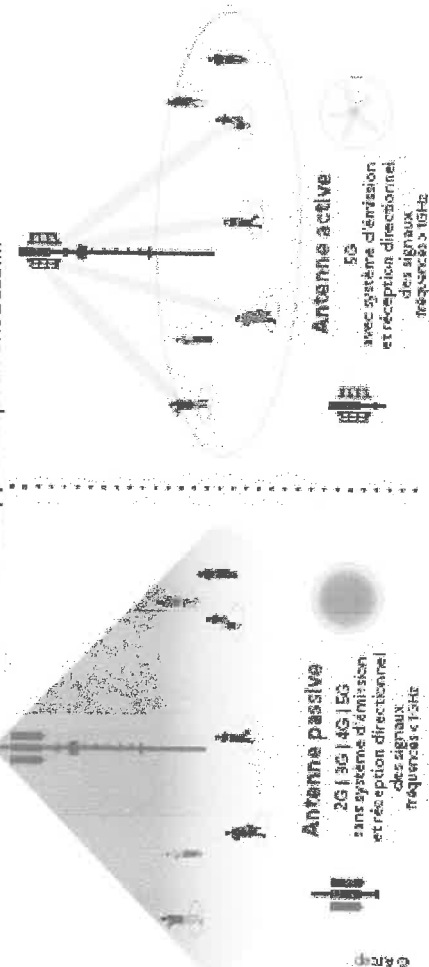 Antenne passive
2G | 3G | 4G | 5G
sans système d'émission
et réception directionnel
des signaux
fréquences < 1GHz
Antenne active
5G
avec système d'émission
et réception directionnel
des signaux
fréquences > 1GHz